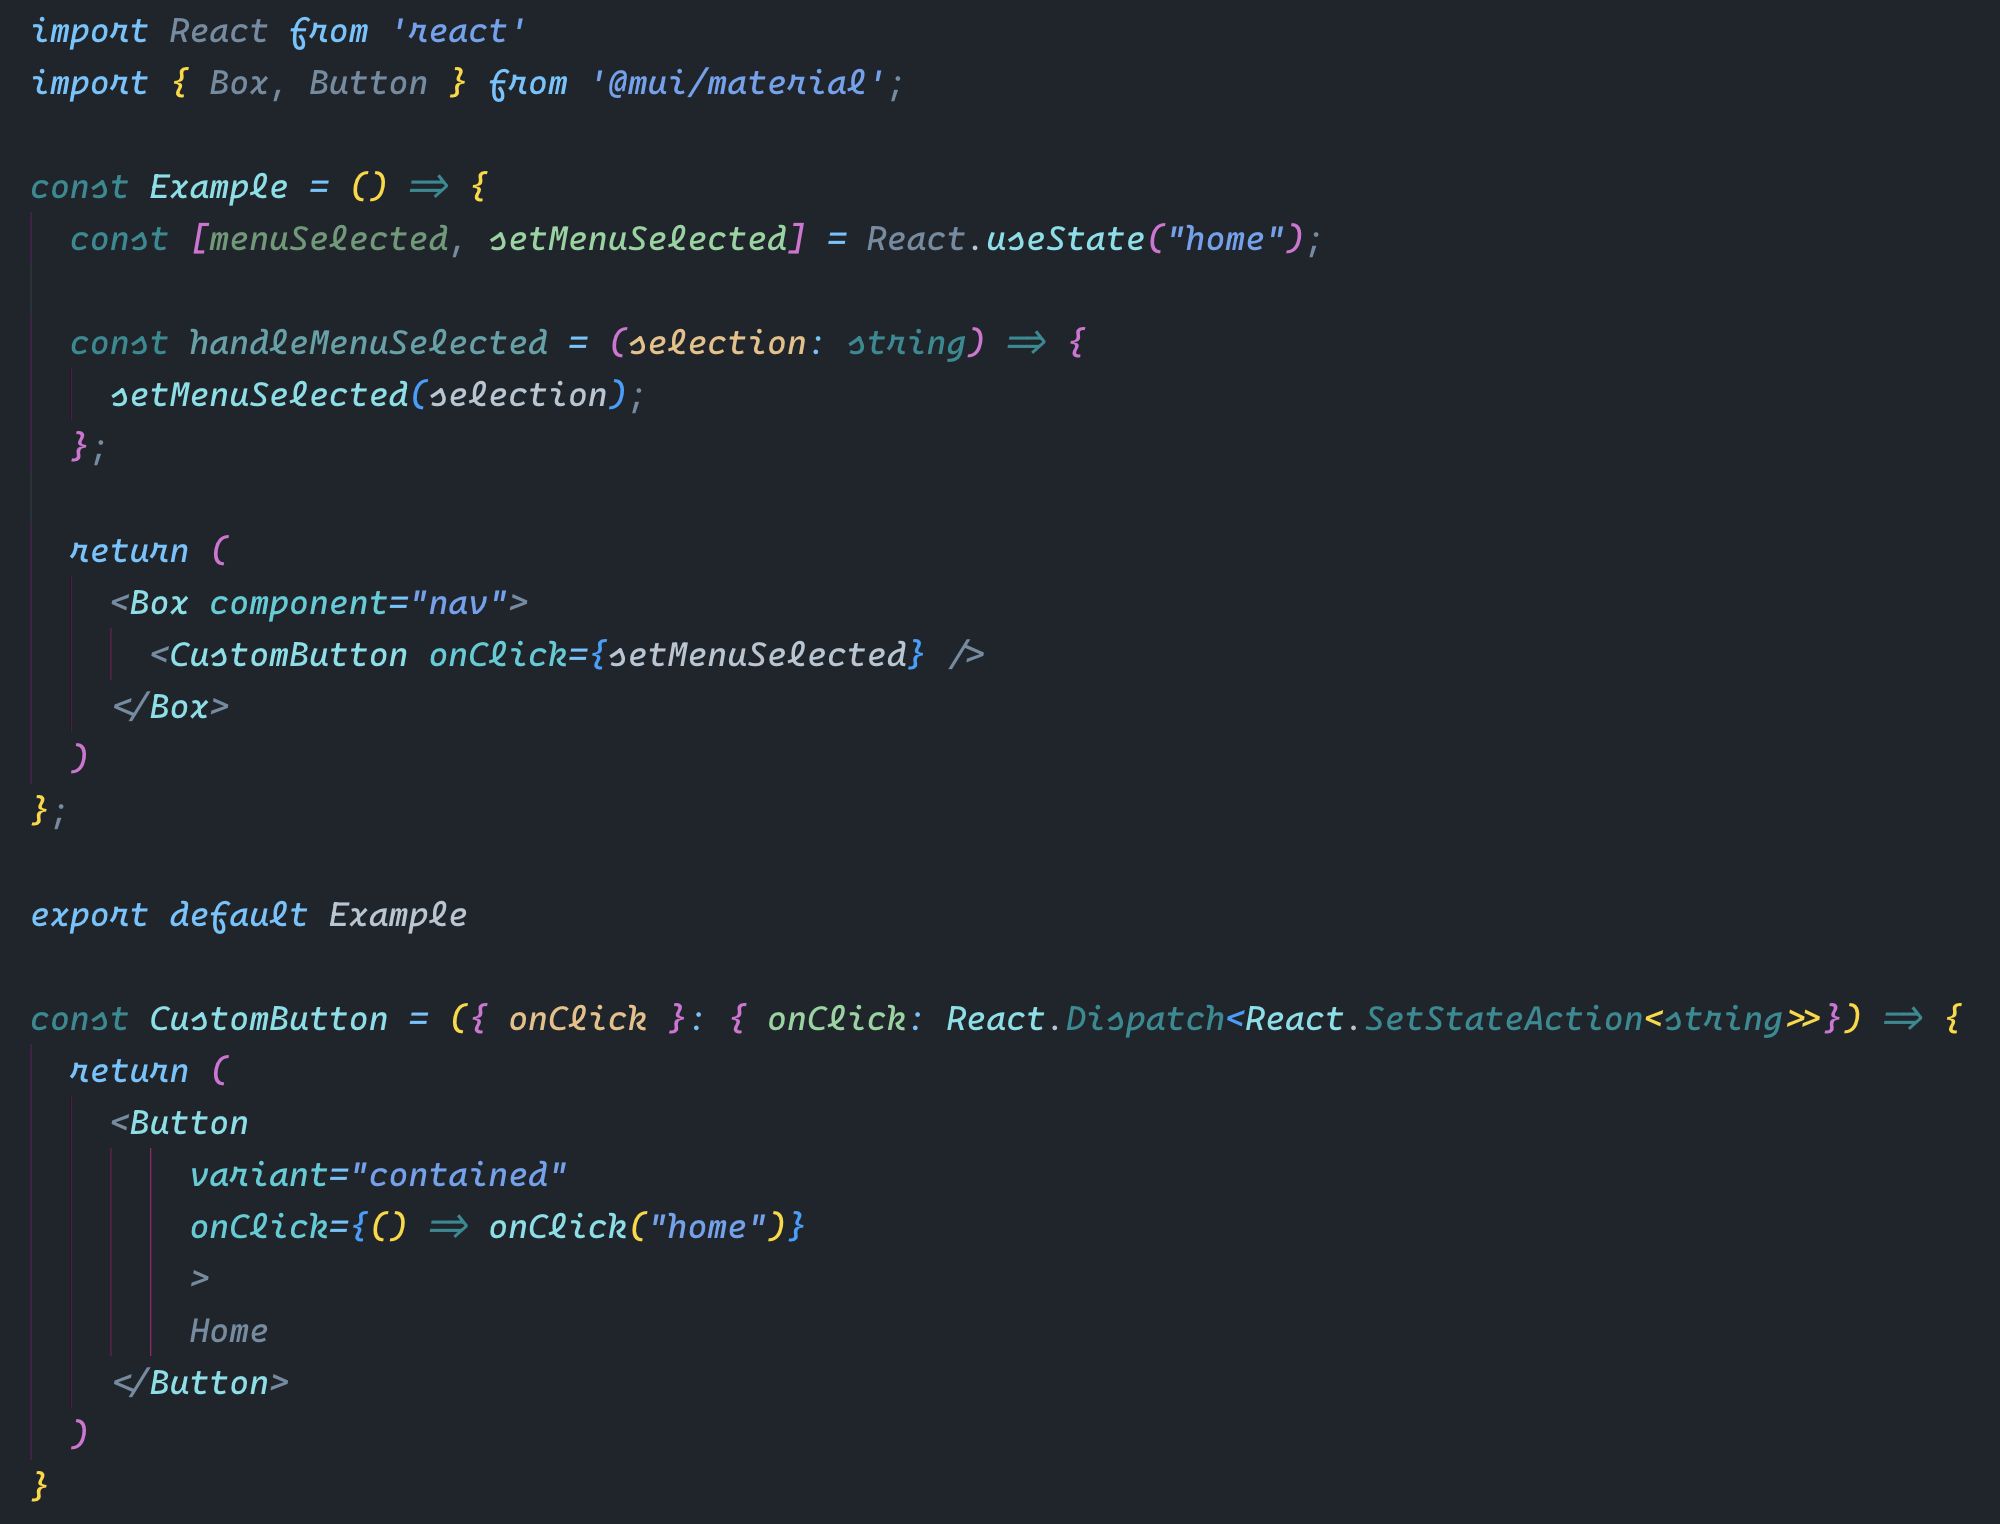 import React from 'react'
import { Box, Button } from '@mui/material';
const Example = () => {
const [menuSelected, setMenuSelected] = React.useState("home");
const handleMenuSelected = (selection: string) => {
setMenuSelected(selection);
};
return (
<Box component="nav">
<CustomButton onClick={setMenuSelected} />
</Box>
)
};
export default Example
const CustomButton = ({ onClick }: { onClick: React.Dispatch<React.SetStateAction<string>>}) => {
return (
<Button
variant="contained"
onClick={() => onClick("home")}
>
Home
</Button>
)
}